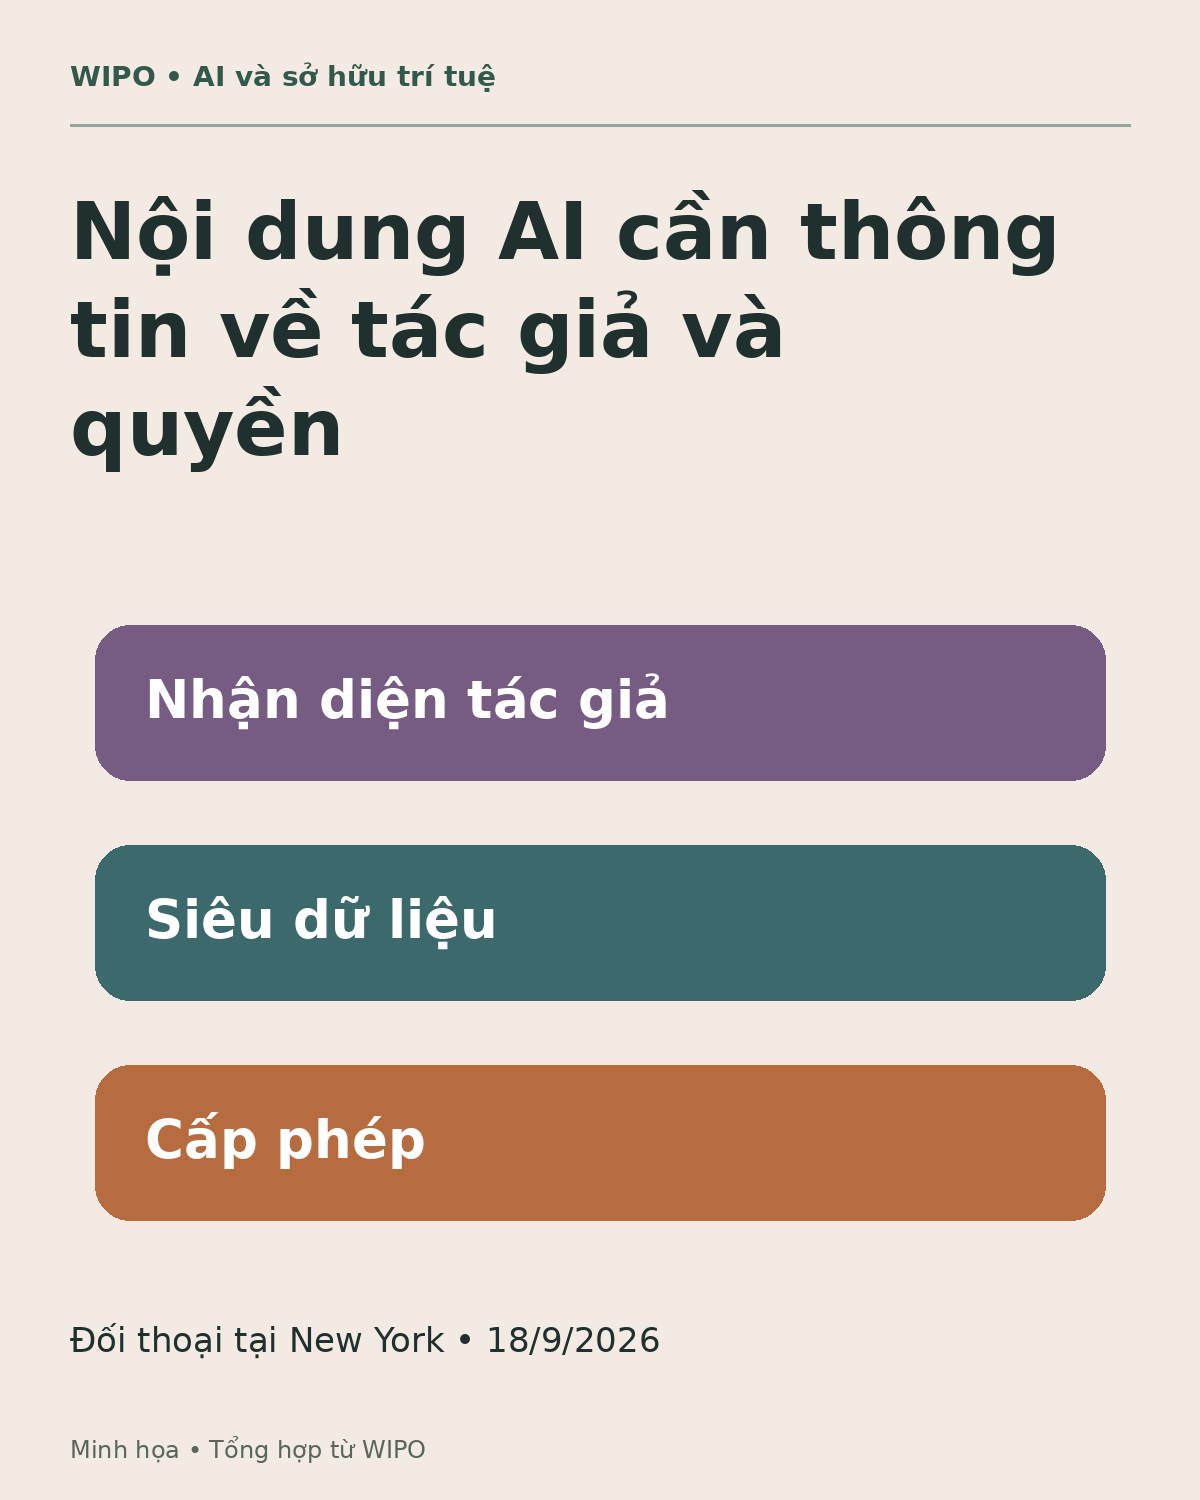 WIPO • AI và sở hữu trí tuệ
Nội dung AI cần thông
tin về tác giả và
quyền
Nhận diện tác giả
Siêu dữ liệu
Cấp phép
Đối thoại tại New York • 18/9/2026
Minh họa • Tổng hợp từ WIPO